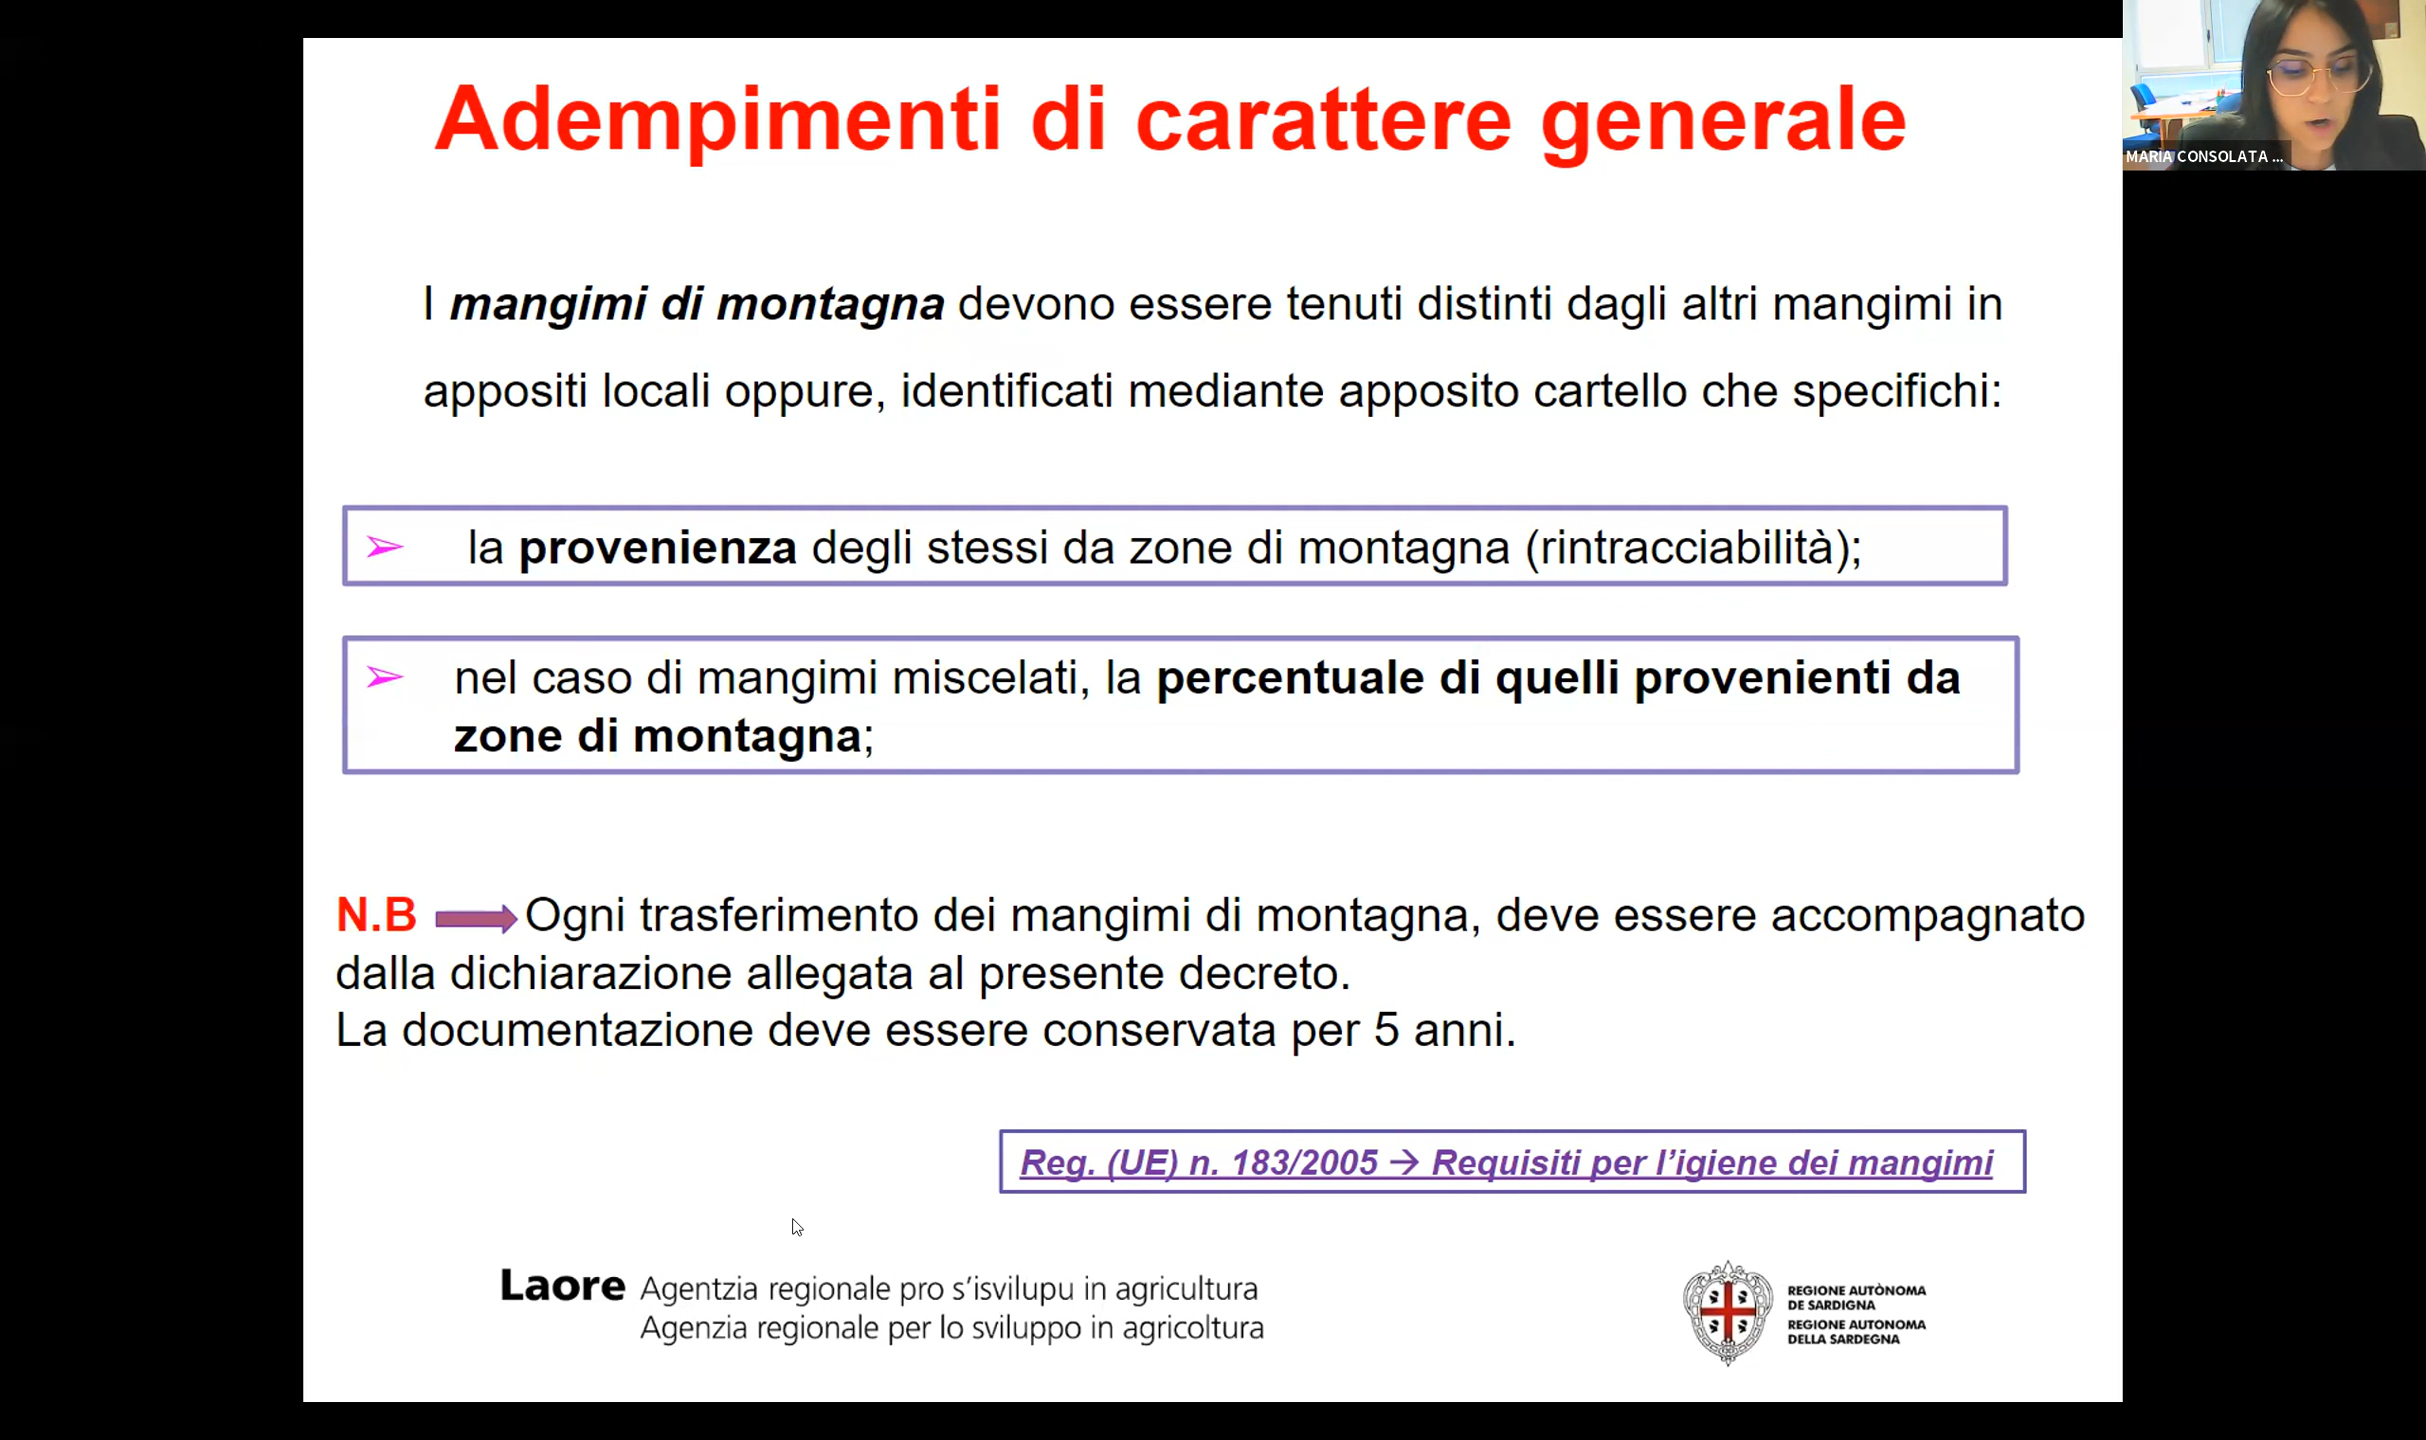 Adempimenti di carattere generale
MARIA CONSOLATA ...
I mangimi di montagna devono essere tenuti distinti dagli altri mangimi in
appositi locali oppure, identificati mediante apposito cartello che specifichi:
➢ la provenienza degli stessi da zone di montagna (rintracciabilità);
➢ nel caso di mangimi miscelati, la percentuale di quelli provenienti da
zone di montagna;
N.B Ogni trasferimento dei mangimi di montagna, deve essere accompagnato
dalla dichiarazione allegata al presente decreto.
La documentazione deve essere conservata per 5 anni.
Reg. (UE) n. 183/2005 → Requisiti per l’igiene dei mangimi
Laore Agentzia regionale pro s’isvilupu in agricultura
Agenzia regionale per lo sviluppo in agricoltura
REGIONE AUTÒNOMA
DE SARDIGNA
REGIONE AUTONOMA
DELLA SARDEGNA